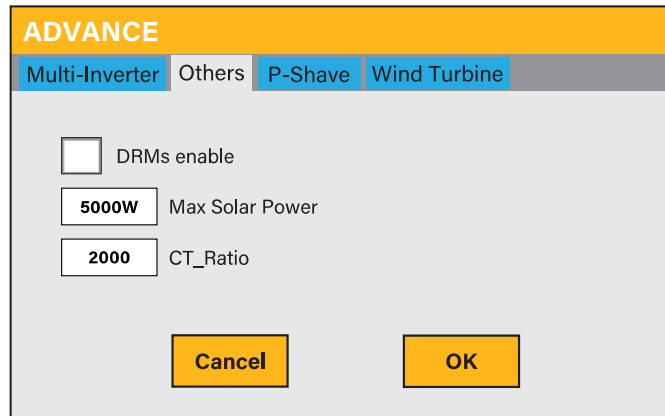 ADVANCE
Multi-Inverter Others P-Shave Wind Turbine
DRMs enable
5000W Max Solar Power
2000 CT_Ratio
Cancel OK